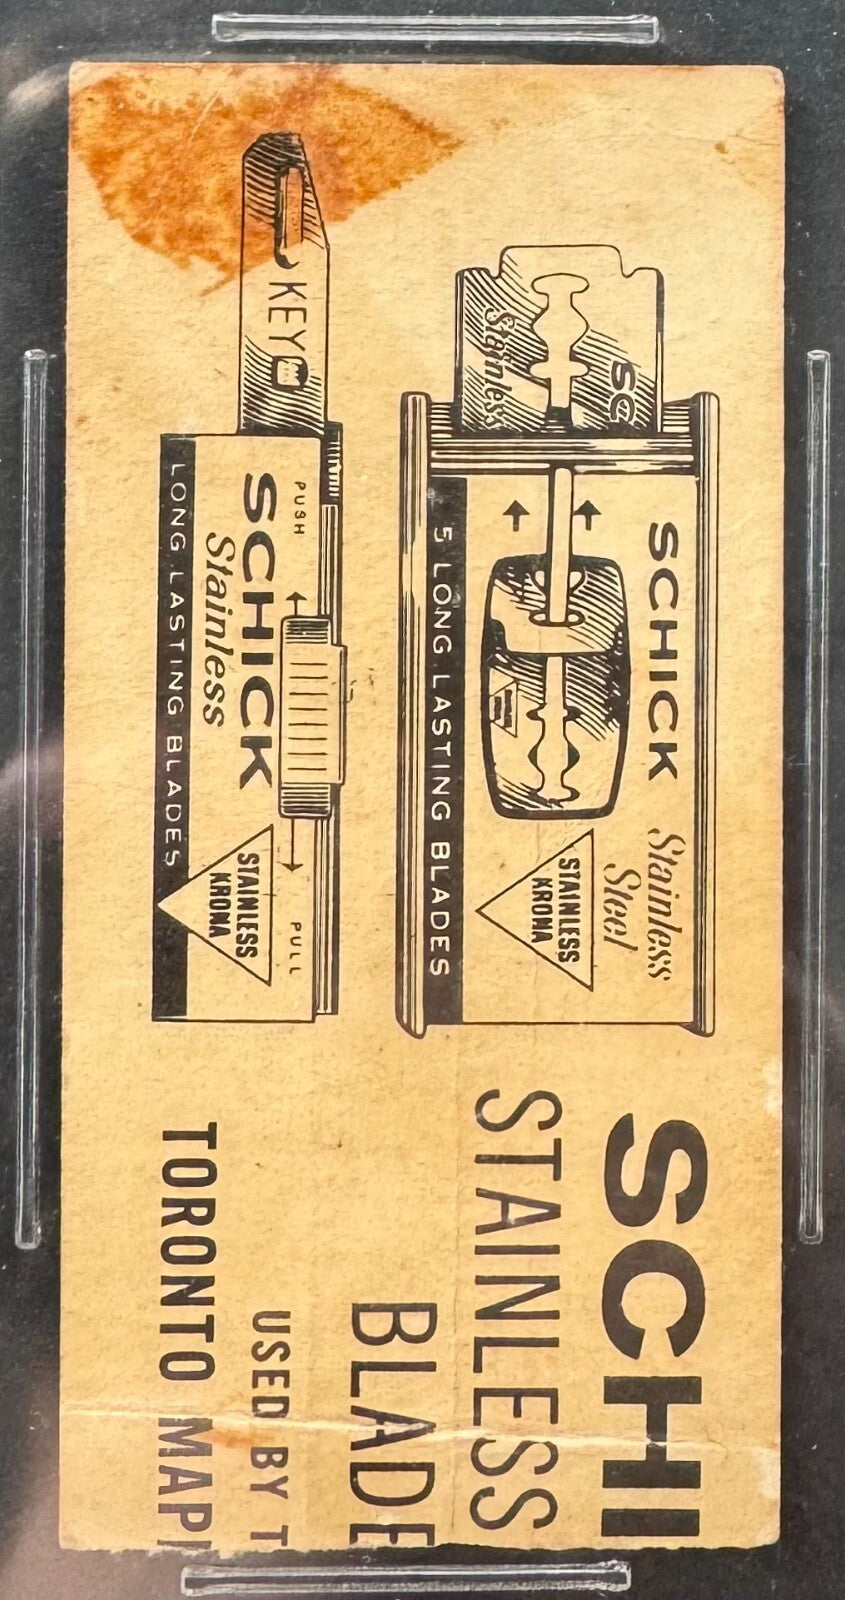 SCHI
STAINLESS
BLADE
USED BY T
TORONTO MAP
SC
Stainless
SCHICK
Stainless
Steel
STAINLESS
KROMA
5 LONG LASTING BLADES
KEY
PUSH
PULL
SCHICK
Stainless
STAINLESS
KROMA
LONG LASTING BLADES